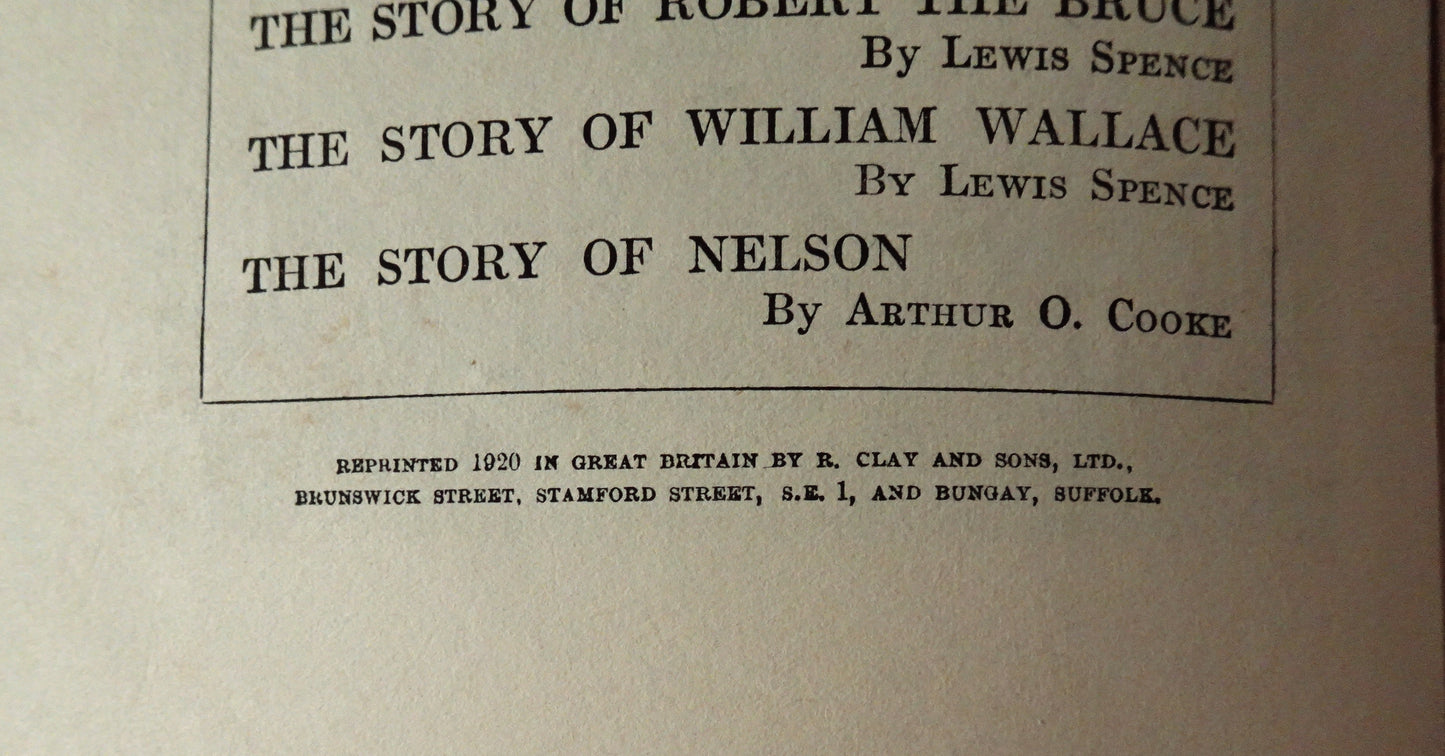 THE STORY OF ROBERT THE BRUCE
By Lewis Spence
THE STORY OF WILLIAM WALLACE
By Lewis Spence
THE STORY OF NELSON
By Arthur O. Cooke
REPRINTED 1920 IN GREAT BRITAIN BY R. CLAY AND SONS, LTD.,
BRUNSWICK STREET, STAMFORD STREET, S.E. 1, AND BUNGAY, SUFFOLK.